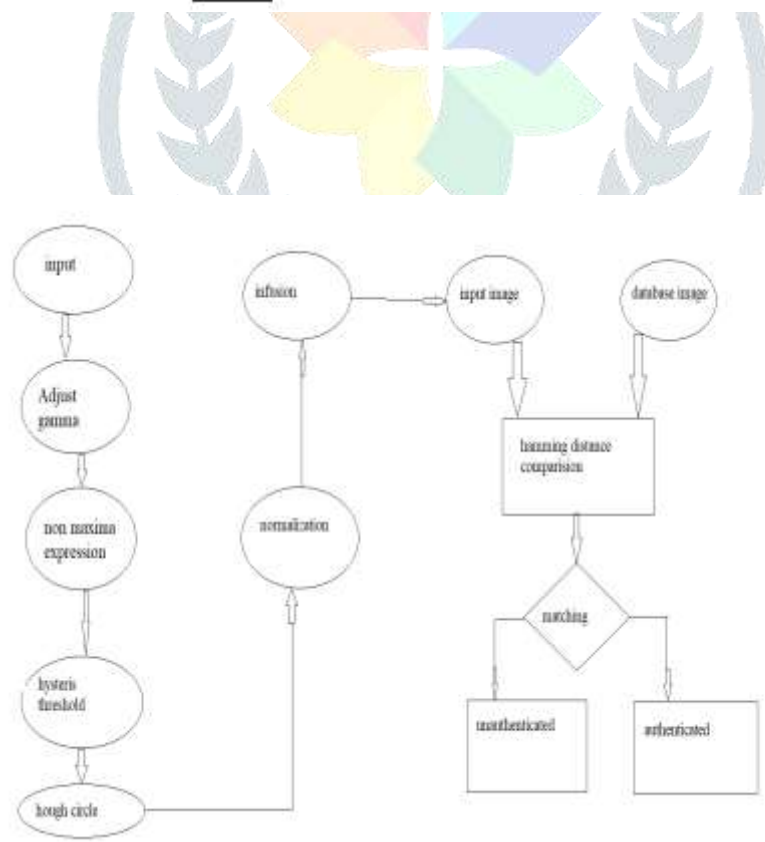 input
Adjust
gamma
non maxima
expression
hysteris
threshold
hough circle
normalization
infusion
input image
database image
hamming distance
comparision
matching
unauthenticated
authenticated